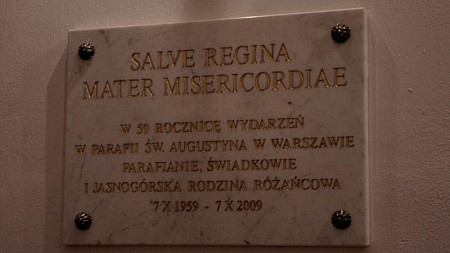 SALVE REGINA
MATER MISERICORDIAE
W 50 ROCZNICĘ WYDARZEŃ
W PARAFII ŚW. AUGUSTYNA W WARSZAWIE
PARAFIANIE, ŚWIADKOWIE
I JASNOGÓRSKA RODZINA RÓŻAŃCOWA
7 X 1959 - 7 X 2009